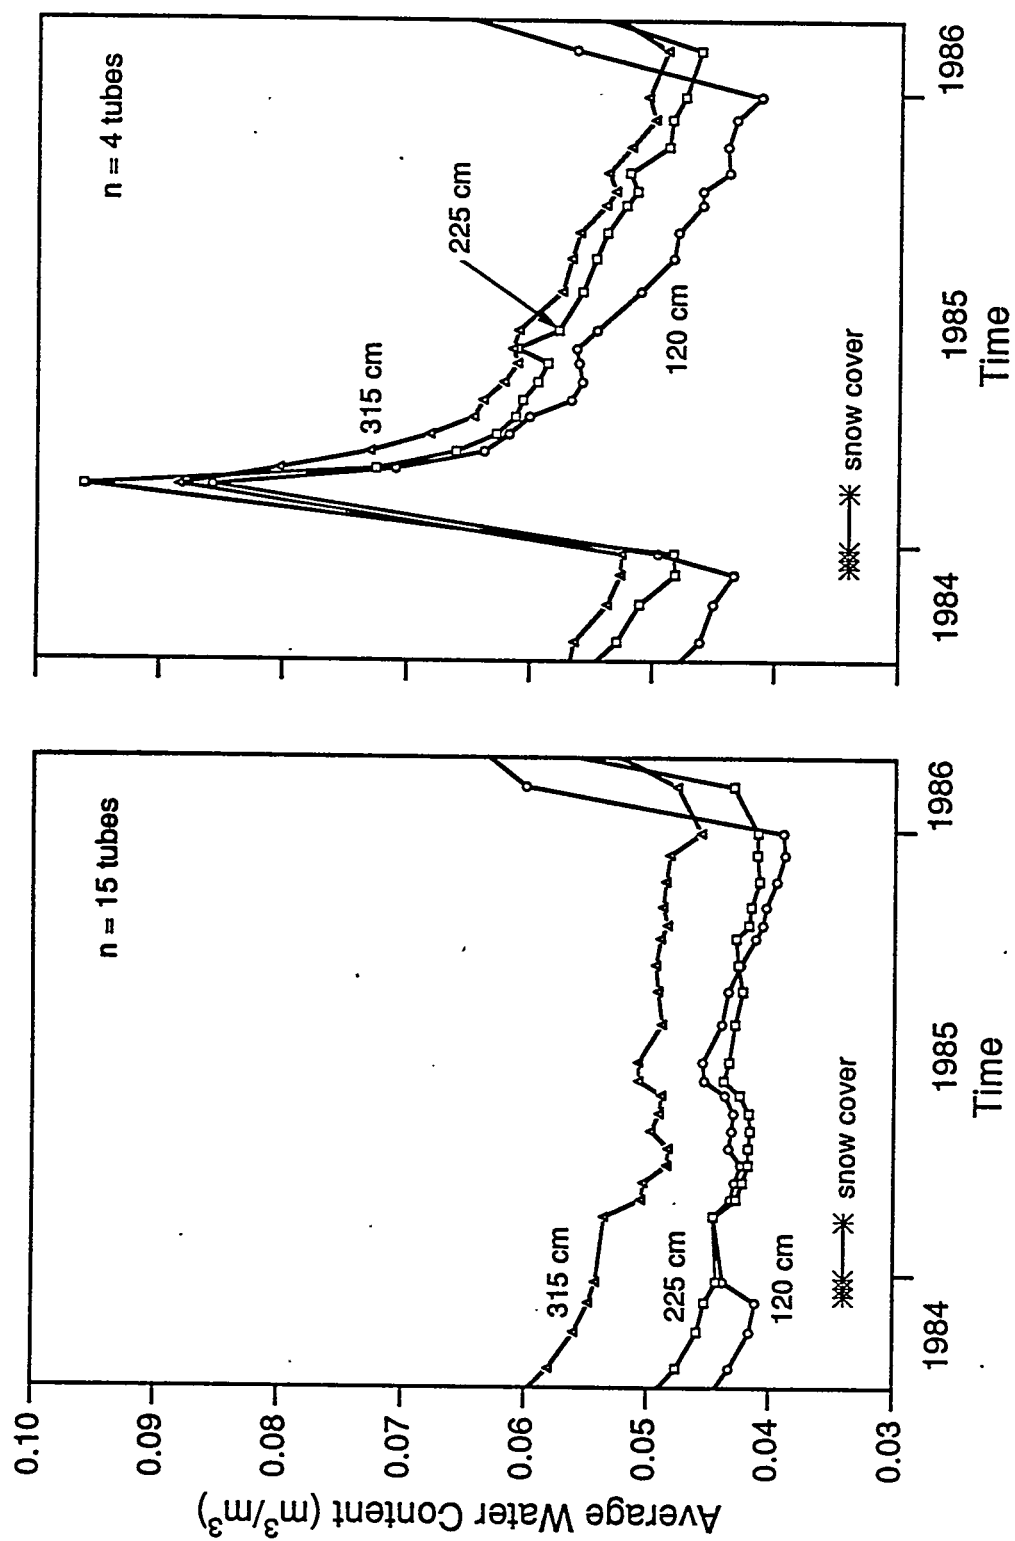 Average Water Content (m³/m³)
0.10
0.09
0.08
0.07
0.06
0.05
0.04
0.03
n = 15 tubes
315 cm
225 cm
120 cm
snow cover
1984
1985
1986
Time
n = 4 tubes
315 cm
225 cm
120 cm
snow cover
1984
1985
1986
Time